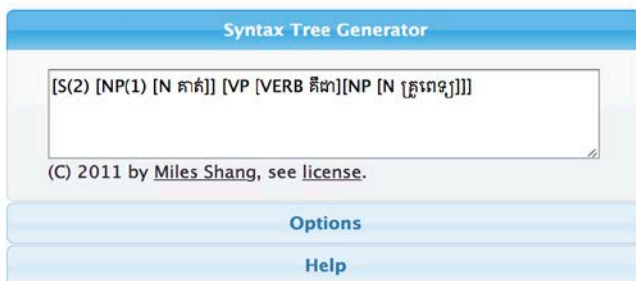 Syntax Tree Generator
[S(2) [NP(1) [N គាត់]] [VP [VERB គឺជា][NP [N គ្រូពេទ្យ]]]
(C) 2011 by Miles Shang, see license.
Options
Help